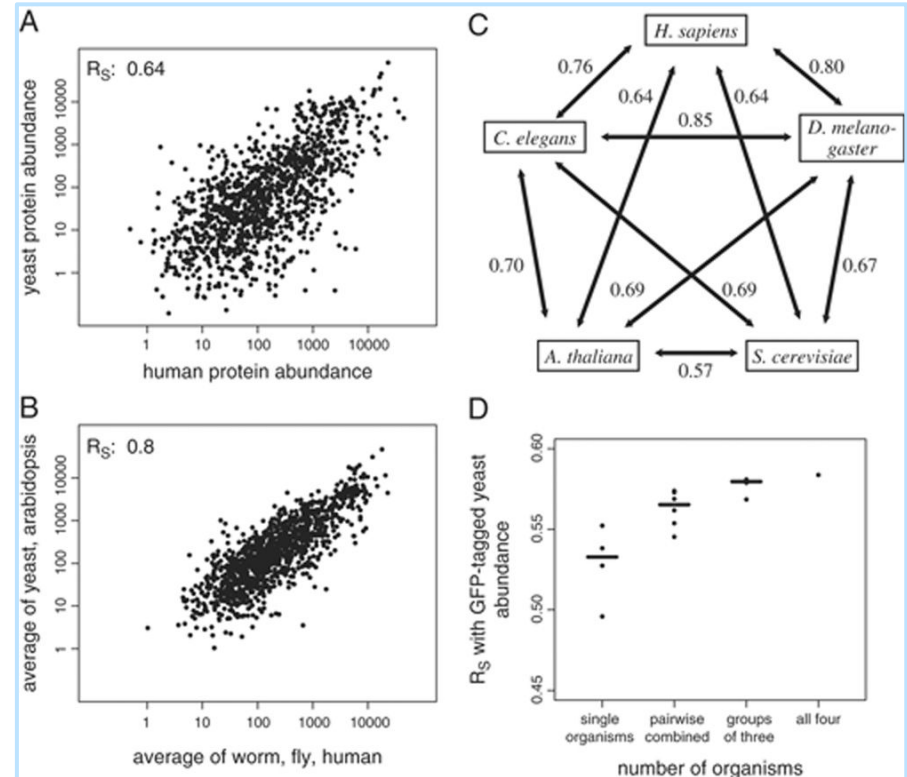 A
R_S: 0.64
yeast protein abundance
10000
1000
100
10
1
1
10
100
1000
10000
human protein abundance
B
R_S: 0.8
average of yeast, arabidopsis
10000
1000
100
10
1
1
10
100
1000
10000
average of worm, fly, human
C
H. sapiens
0.76
0.80
0.64
0.64
C. elegans
0.85
D. melano-
gaster
0.70
0.69
0.69
0.67
A. thaliana
0.57
S. cerevisiae
D
R_S with GFP-tagged yeast
abundance
0.60
0.55
0.50
0.45
single
organisms
pairwise
combined
groups
of three
all four
number of organisms